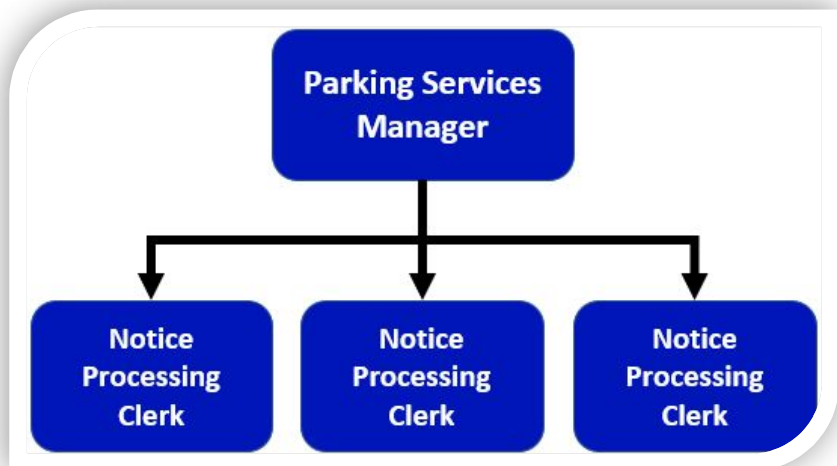 Parking Services
Manager
Notice
Processing
Clerk
Notice
Processing
Clerk
Notice
Processing
Clerk